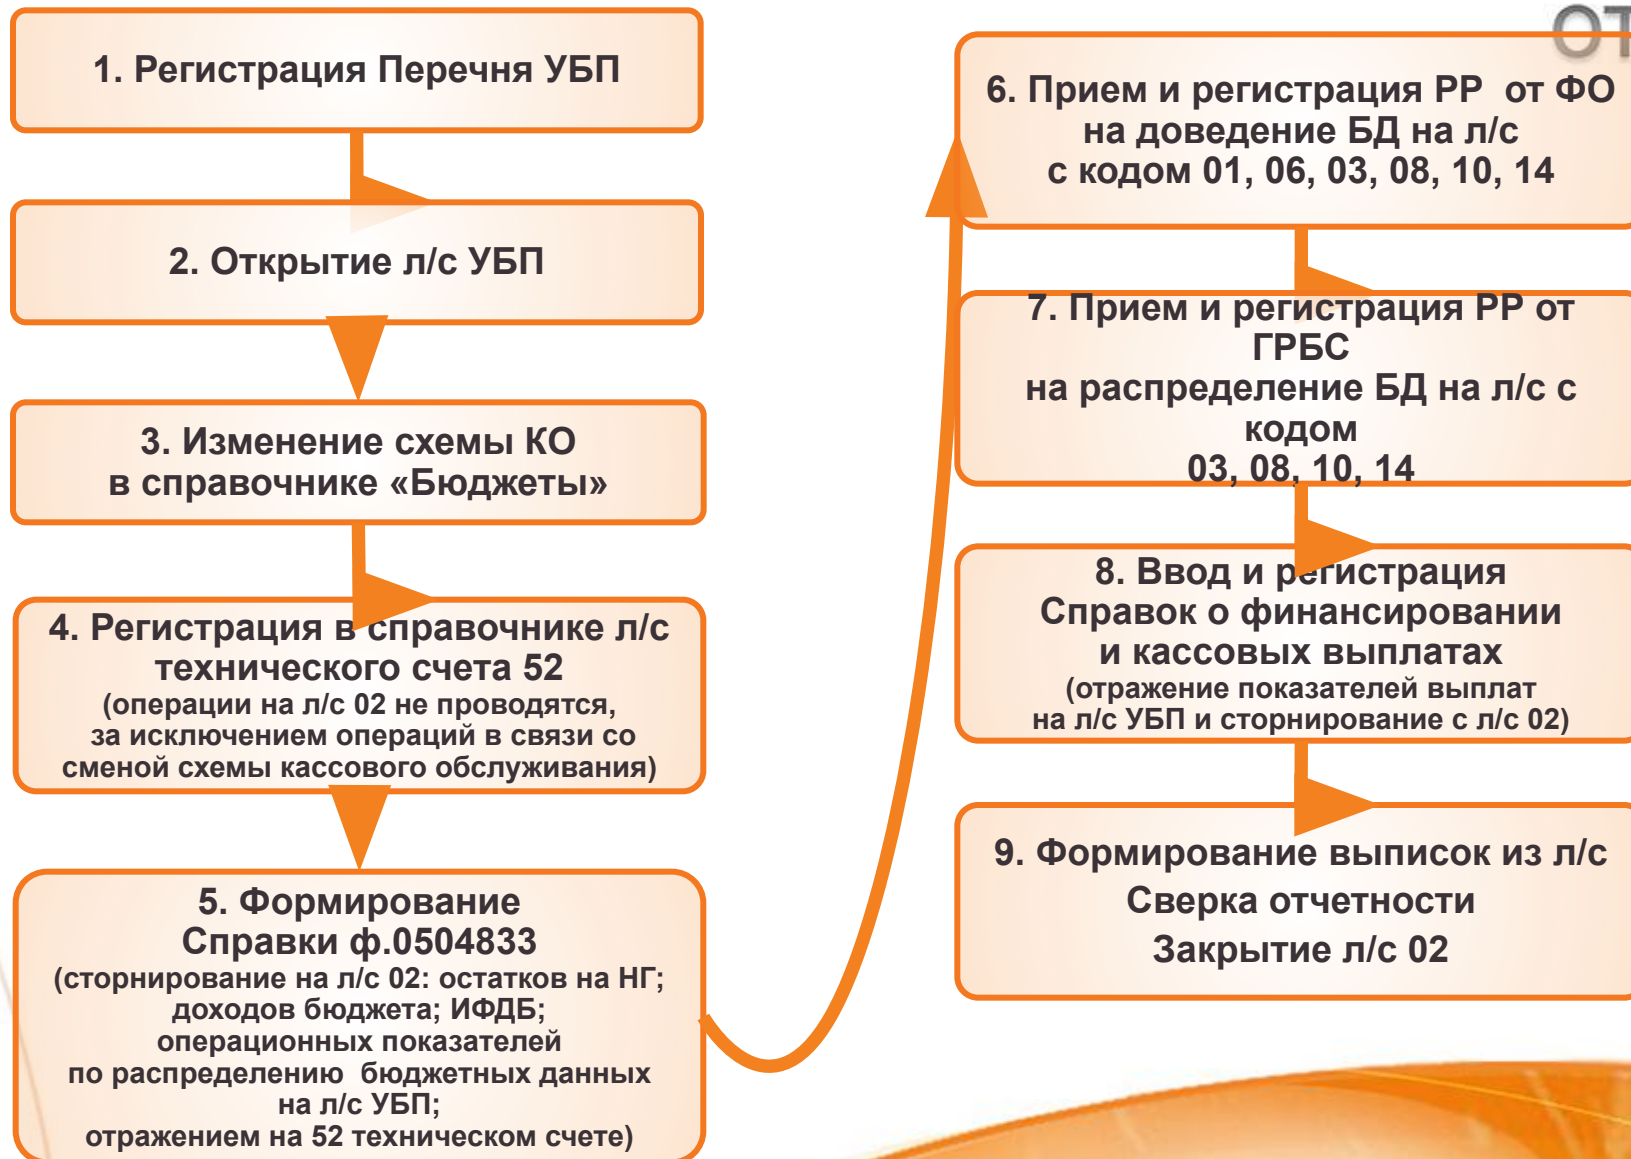 1. Регистрация Перечня УБП
2. Открытие л/с УБП
3. Изменение схемы КО
в справочнике «Бюджеты»
4. Регистрация в справочнике л/с
технического счета 52
(операции на л/с 02 не проводятся,
за исключением операций в связи со
сменой схемы кассового обслуживания)
5. Формирование
Справки ф.0504833
(сторнирование на л/с 02: остатков на НГ;
доходов бюджета; ИФДБ;
операционных показателей
по распределению бюджетных данных
на л/с УБП;
отражением на 52 техническом счете)
6. Прием и регистрация РР от ФО
на доведение БД на л/с
с кодом 01, 06, 03, 08, 10, 14
7. Прием и регистрация РР от
ГРБС
на распределение БД на л/с с
кодом
03, 08, 10, 14
8. Ввод и регистрация
Справок о финансировании
и кассовых выплатах
(отражение показателей выплат
на л/с УБП и сторнирование с л/с 02)
9. Формирование выписок из л/с
Сверка отчетности
Закрытие л/с 02